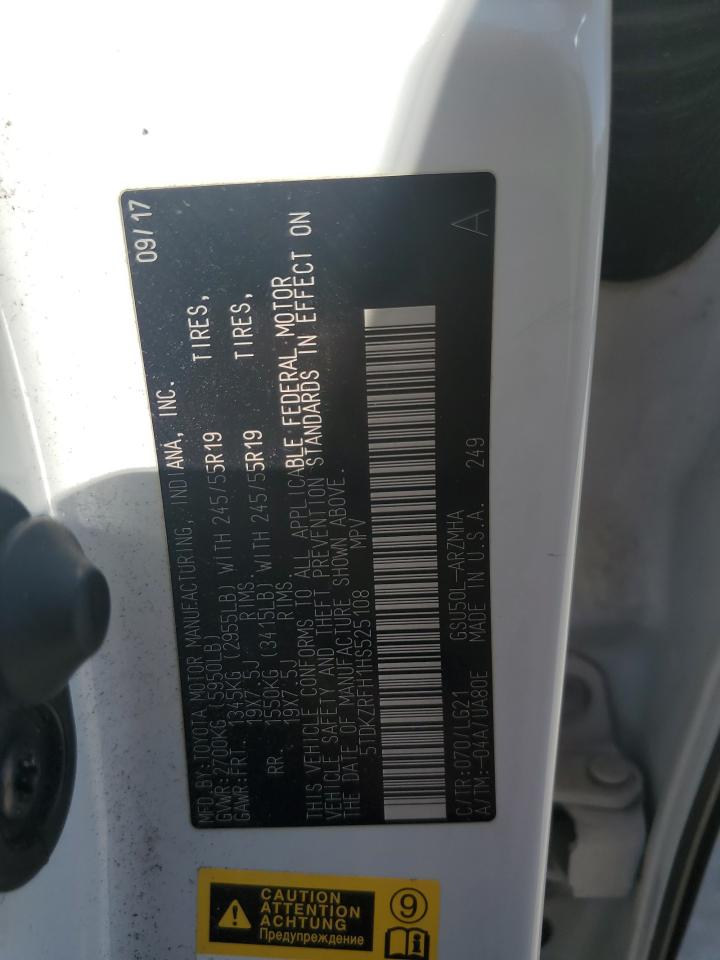 09/17
MFD.BY:TOYOTA MOTOR MANUFACTURING, INDIANA, INC.
GVWR:2700KG (5950LB)
GAWR:FRT. 1345KG (2955LB) WITH 245/55R19 TIRES,
19X7.5J RIMS.
RR. 1550KG (3415LB) WITH 245/55R19 TIRES,
19X7.5J RIMS.
THIS VEHICLE CONFORMS TO ALL APPLICABLE FEDERAL MOTOR
VEHICLE SAFETY AND THEFT PREVENTION STANDARDS IN EFFECT ON
THE DATE OF MANUFACTURE SHOWN ABOVE.
5TDKZRFH1HS525108 MPV
C/TR:070/LG21 GSU50L-ARZMHA
A/TM:-04A/UA80E MADE IN U.S.A. 249
A
CAUTION
ATTENTION
ACHTUNG
Предупреждение
9